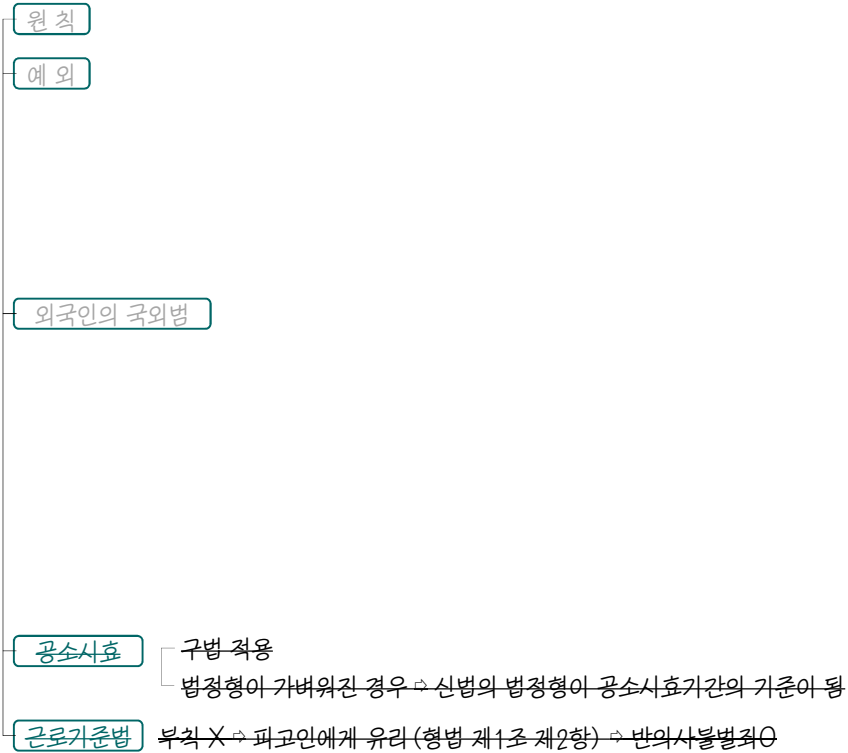 원 칙
예 외
외국인의 국외범
공소시효
구법 적용
법정형이 가벼워진 경우 ⇨ 신법의 법정형이 공소시효기간의 기준이 됨
근로기준법 부칙 X ⇨ 피고인에게 유리 (형법 제1조 제2항) ⇨ 반의사불벌죄O